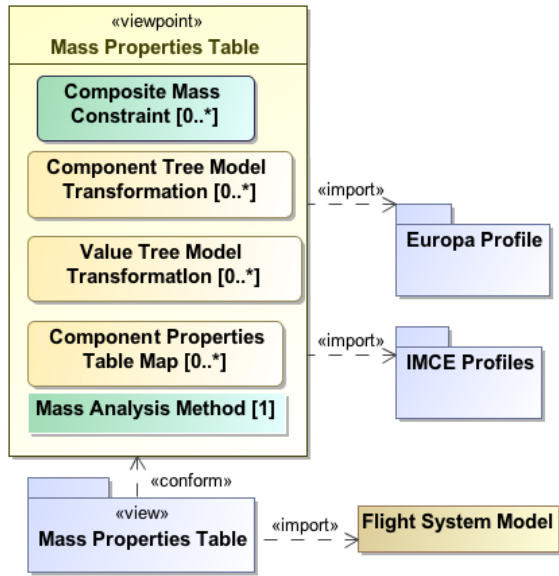 «viewpoint»
Mass Properties Table
Composite Mass
Constraint [0..*]
Component Tree Model
Transformation [0..*]
«import»
Europa Profile
Value Tree Model
TransformatIon [0..*]
Component Properties
Table Map [0..*]
«import»
IMCE Profiles
Mass Analysis Method [1]
«conform»
«view»
Mass Properties Table
«import»
Flight System Model